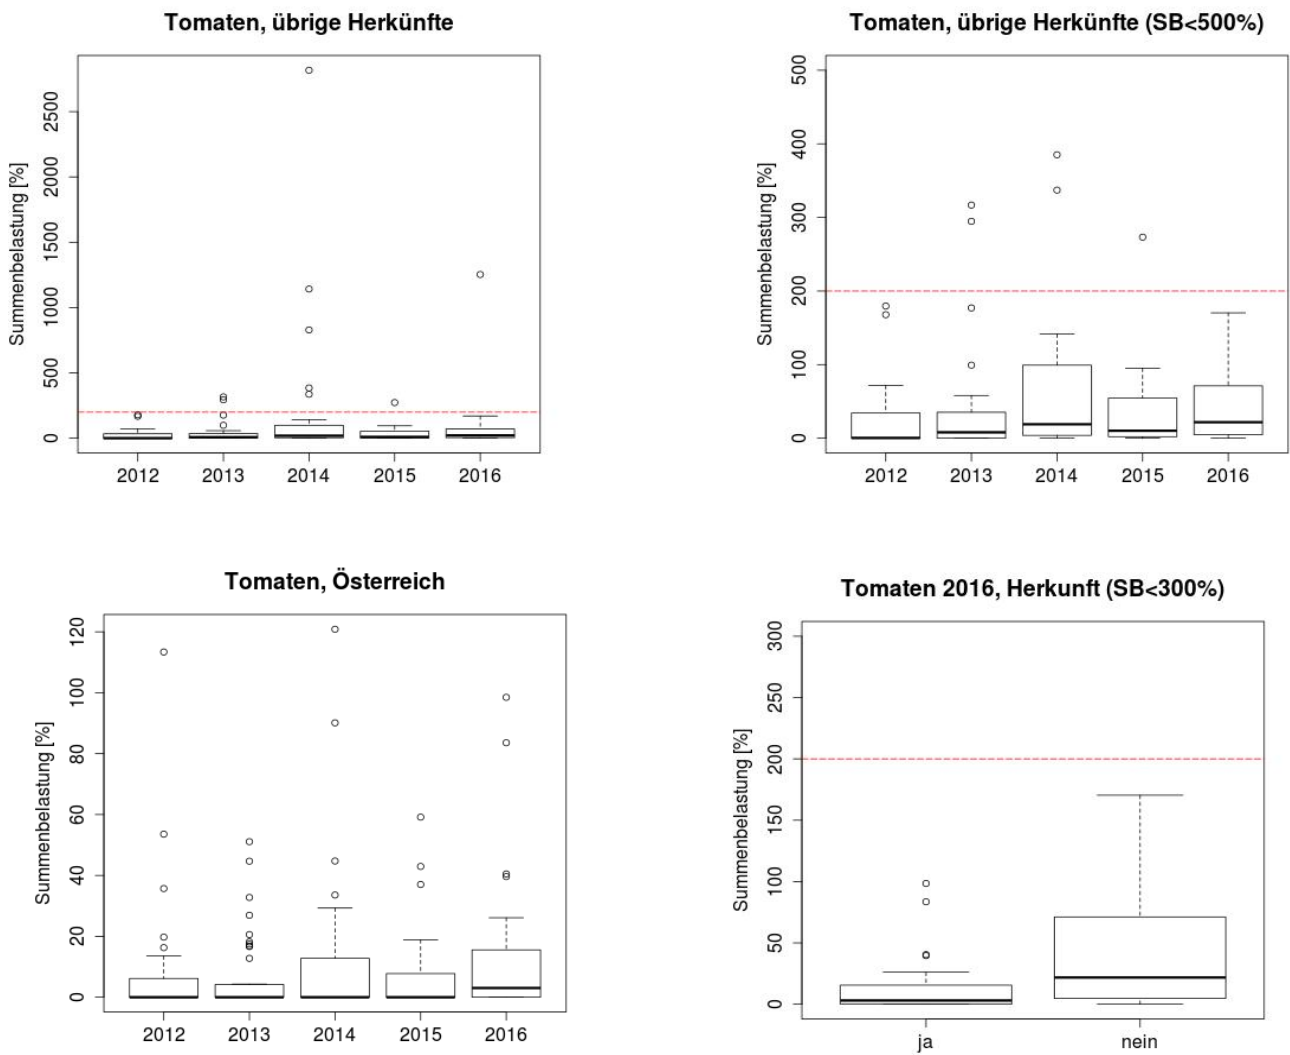 Tomaten, übrige Herkünfte
Summenbelastung [%]
2500
2000
1500
1000
500
0
2012 2013 2014 2015 2016
Tomaten, übrige Herkünfte (SB<500%)
Summenbelastung [%]
500
400
300
200
100
0
2012 2013 2014 2015 2016
Tomaten, Österreich
Summenbelastung [%]
120
100
80
60
40
20
0
2012 2013 2014 2015 2016
Tomaten 2016, Herkunft (SB<300%)
Summenbelastung [%]
300
250
200
150
100
50
0
ja nein